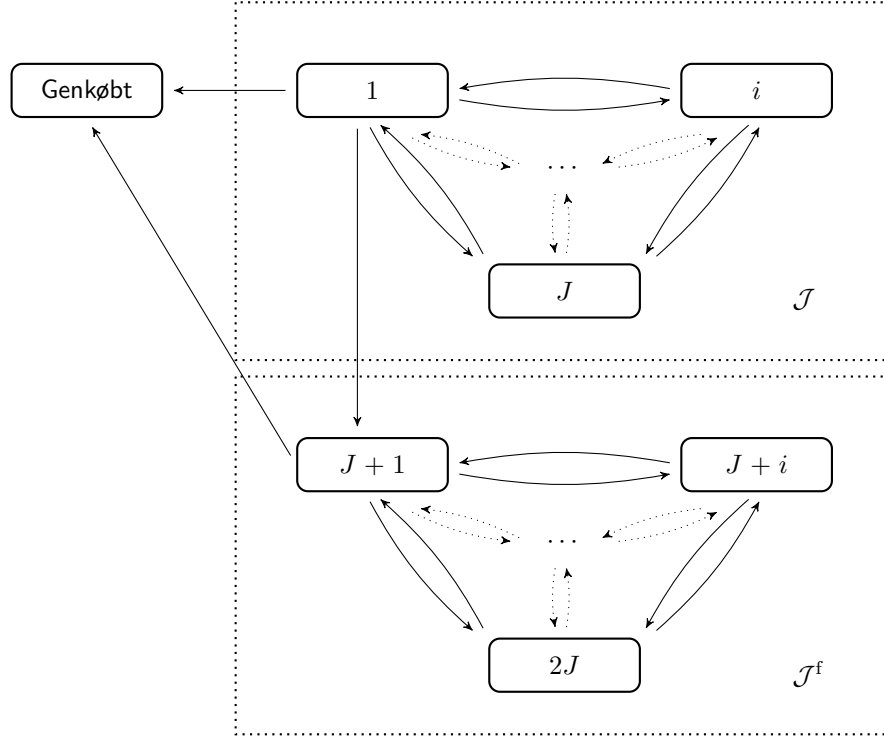 Genkøbt
1
i
...
J
𝒥
J + 1
J + i
...
2J
𝒥^f